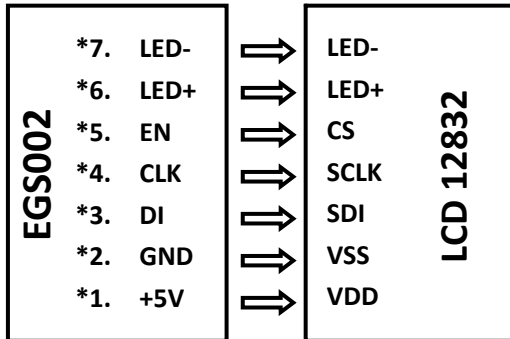 EGS002
*7. LED-
*6. LED+
*5. EN
*4. CLK
*3. DI
*2. GND
*1. +5V
LED-
LED+
CS
SCLK
SDI
VSS
VDD
LCD 12832